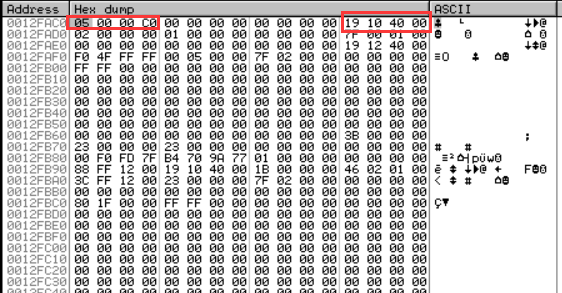 Address Hex dump ASCII
0012FAC0 05 00 00 C0 00 00 00 00 00 00 00 00 19 10 40 00
0012FAD0 02 00 00 00 01 00 00 00 00 00 00 00 7F 00 01 00
0012FAE0 00 00 00 00 00 00 00 00 00 00 00 00 19 12 40 00
0012FAF0 F0 4F FF FF 00 05 00 00 7F 02 00 00 00 00 00 00
0012FB00 FF FF 00 00 00 00 00 00 00 00 00 00 00 00 00 00
0012FB10 00 00 00 00 00 00 00 00 00 00 00 00 00 00 00 00
0012FB20 00 00 00 00 00 00 00 00 00 00 00 00 00 00 00 00
0012FB30 00 00 00 00 00 00 00 00 00 00 00 00 00 00 00 00
0012FB40 00 00 00 00 00 00 00 00 00 00 00 00 00 00 00 00
0012FB50 00 00 00 00 00 00 00 00 00 00 00 00 00 00 00 00
0012FB60 00 00 00 00 00 00 00 00 00 00 00 00 3B 00 00 00 ;
0012FB70 23 00 00 00 23 00 00 00 00 00 00 00 00 00 00 00 # #
0012FB80 00 F0 FD 7F B4 70 9A 77 01 00 00 00 00 00 00 00
0012FB90 88 FF 12 00 19 10 40 00 1B 00 00 00 46 02 01 00
0012FBA0 3C FF 12 00 23 00 00 00 7F 02 00 00 00 00 00 00
0012FBB0 00 00 00 00 00 00 00 00 00 00 00 00 00 00 00 00
0012FBC0 80 1F 00 00 FF FF 00 00 00 00 00 00 00 00 00 00 Ç▼
0012FBD0 00 00 00 00 00 00 00 00 00 00 00 00 00 00 00 00
0012FBE0 00 00 00 00 00 00 00 00 00 00 00 00 00 00 00 00
0012FBF0 00 00 00 00 00 00 00 00 00 00 00 00 00 00 00 00
0012FC00 00 00 00 00 00 00 00 00 00 00 00 00 00 00 00 00
0012FC10 00 00 00 00 00 00 00 00 00 00 00 00 00 00 00 00
0012FC20 00 00 00 00 00 00 00 00 00 00 00 00 00 00 00 00
0012FC30 00 00 00 00 00 00 00 00 00 00 00 00 00 00 00 00